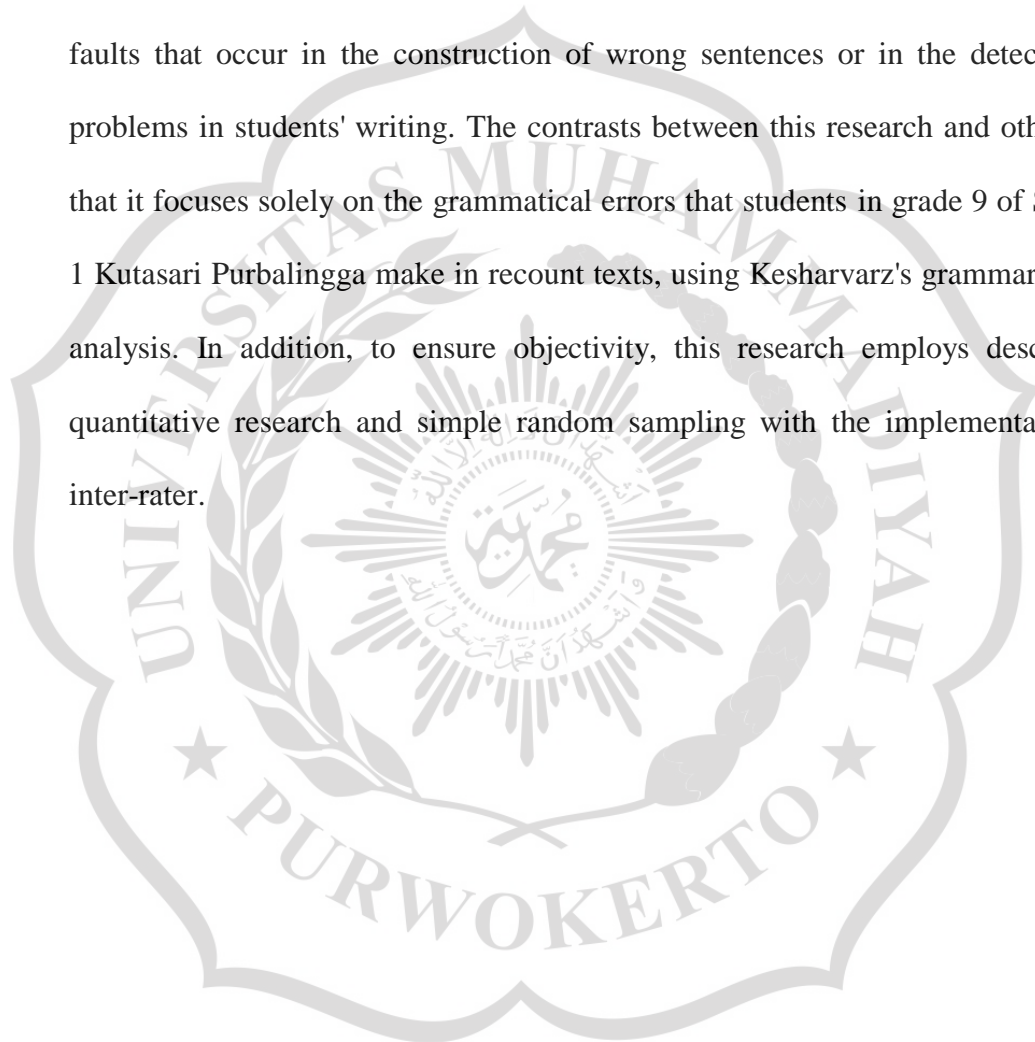 faults that occur in the construction of wrong sentences or in the detec
problems in students' writing. The contrasts between this research and oth
that it focuses solely on the grammatical errors that students in grade 9 of
1 Kutasari Purbalingga make in recount texts, using Kesharvarz's grammar
analysis. In addition, to ensure objectivity, this research employs desc
quantitative research and simple random sampling with the implementa
inter-rater.
UNIVERSITAS MUHAMMADIYAH
PURWOKERTO